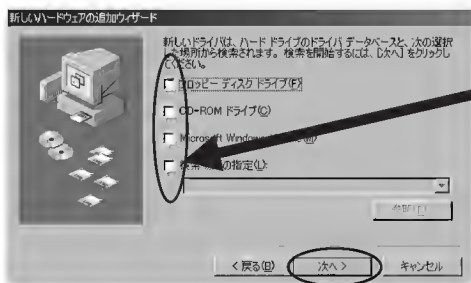 新しいハードウェアの追加ウィザード
新しいドライバは、ハード ドライブのドライバ データベースと、次の選択
した場所から検索されます。 検索を開始するには、[次へ] をクリックし
てください。
フロッピー ディスク ドライブ(F)
CD-ROM ドライブ(C)
Microsoft Windows
検索 の指定(L):
参照(R)...
< 戻る(B)
次へ >
キャンセル